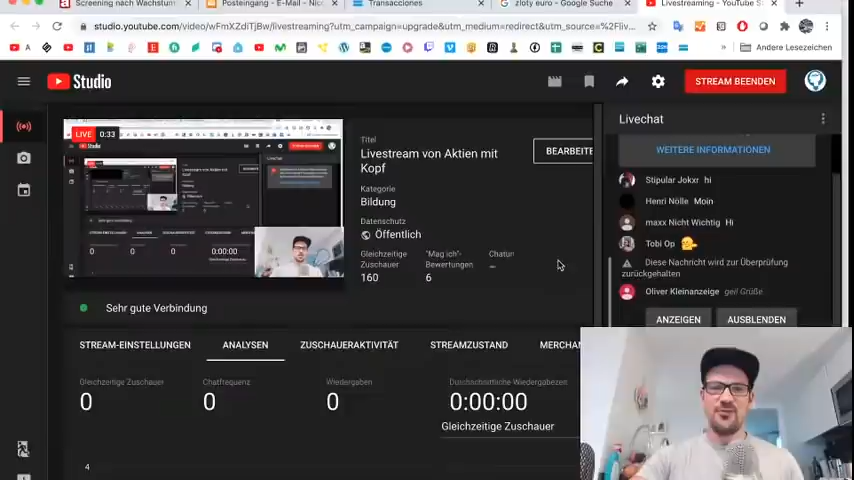 Screening nach Wachstum
Posteingang - E-Mail - Nic
Transacciones
zloty euro - Google Suche
Livestreaming - YouTube S
studio.youtube.com/video/wFmXZdiTjBw/livestreaming?utm_campaign=upgrade&utm_medium=redirect&utm_source=%2Fliv...
Andere Lesezeichen
Studio
STREAM BEENDEN
LIVE 0:33
Titel
Livestream von Aktien mit
Kopf
BEARBEITE
Kategorie
Bildung
Datenschutz
Öffentlich
Gleichzeitige
Zuschauer
160
"Mag ich"-
Bewertungen
6
Chatun
–
Sehr gute Verbindung
STREAM-EINSTELLUNGEN
ANALYSEN
ZUSCHAUERAKTIVITÄT
STREAMZUSTAND
MERCHAN
Gleichzeitige Zuschauer
0
Chatfrequenz
0
Wiedergaben
0
Durchschnittliche Wiedergabezeit
0:00:00
Gleichzeitige Zuschauer
4
Livechat
WEITERE INFORMATIONEN
Stipular Jokxr hi
Henri Nölle Moin
maxx Nicht Wichtig Hi
Tobi Op
Diese Nachricht wird zur Überprüfung
zurückgehalten
Oliver Kleinanzeige geil Grüße
ANZEIGEN
AUSBLENDEN